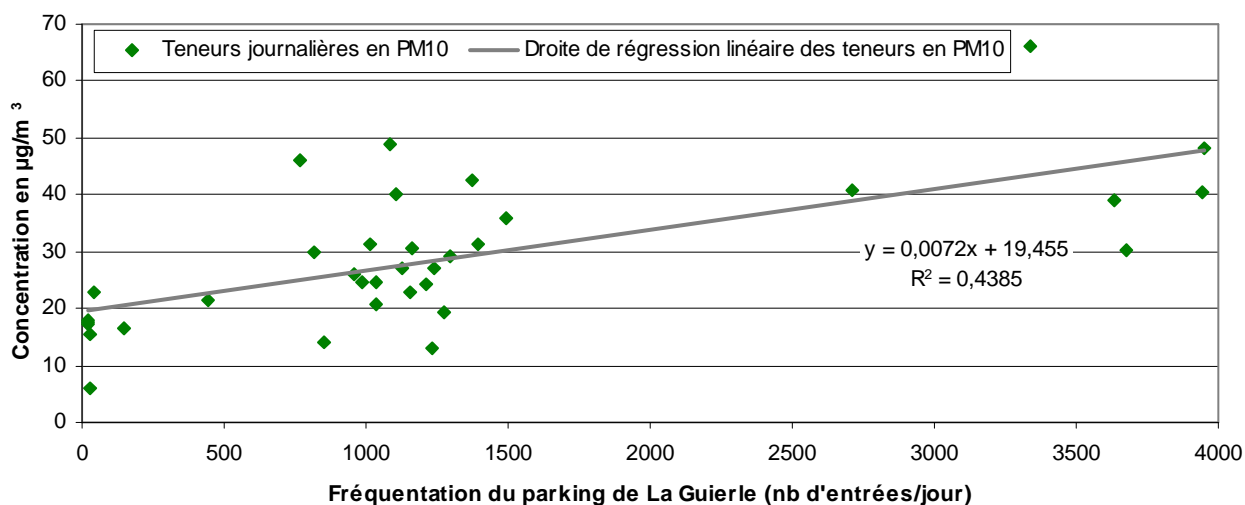 70
Teneurs journalières en PM10 Droite de régression linéaire des teneurs en PM10
60
50
40
30
20
10
0
Concentration en µg/m ³
y = 0,0072x + 19,455
R² = 0,4385
0 500 1000 1500 2000 2500 3000 3500 4000
Fréquentation du parking de La Guierle (nb d'entrées/jour)